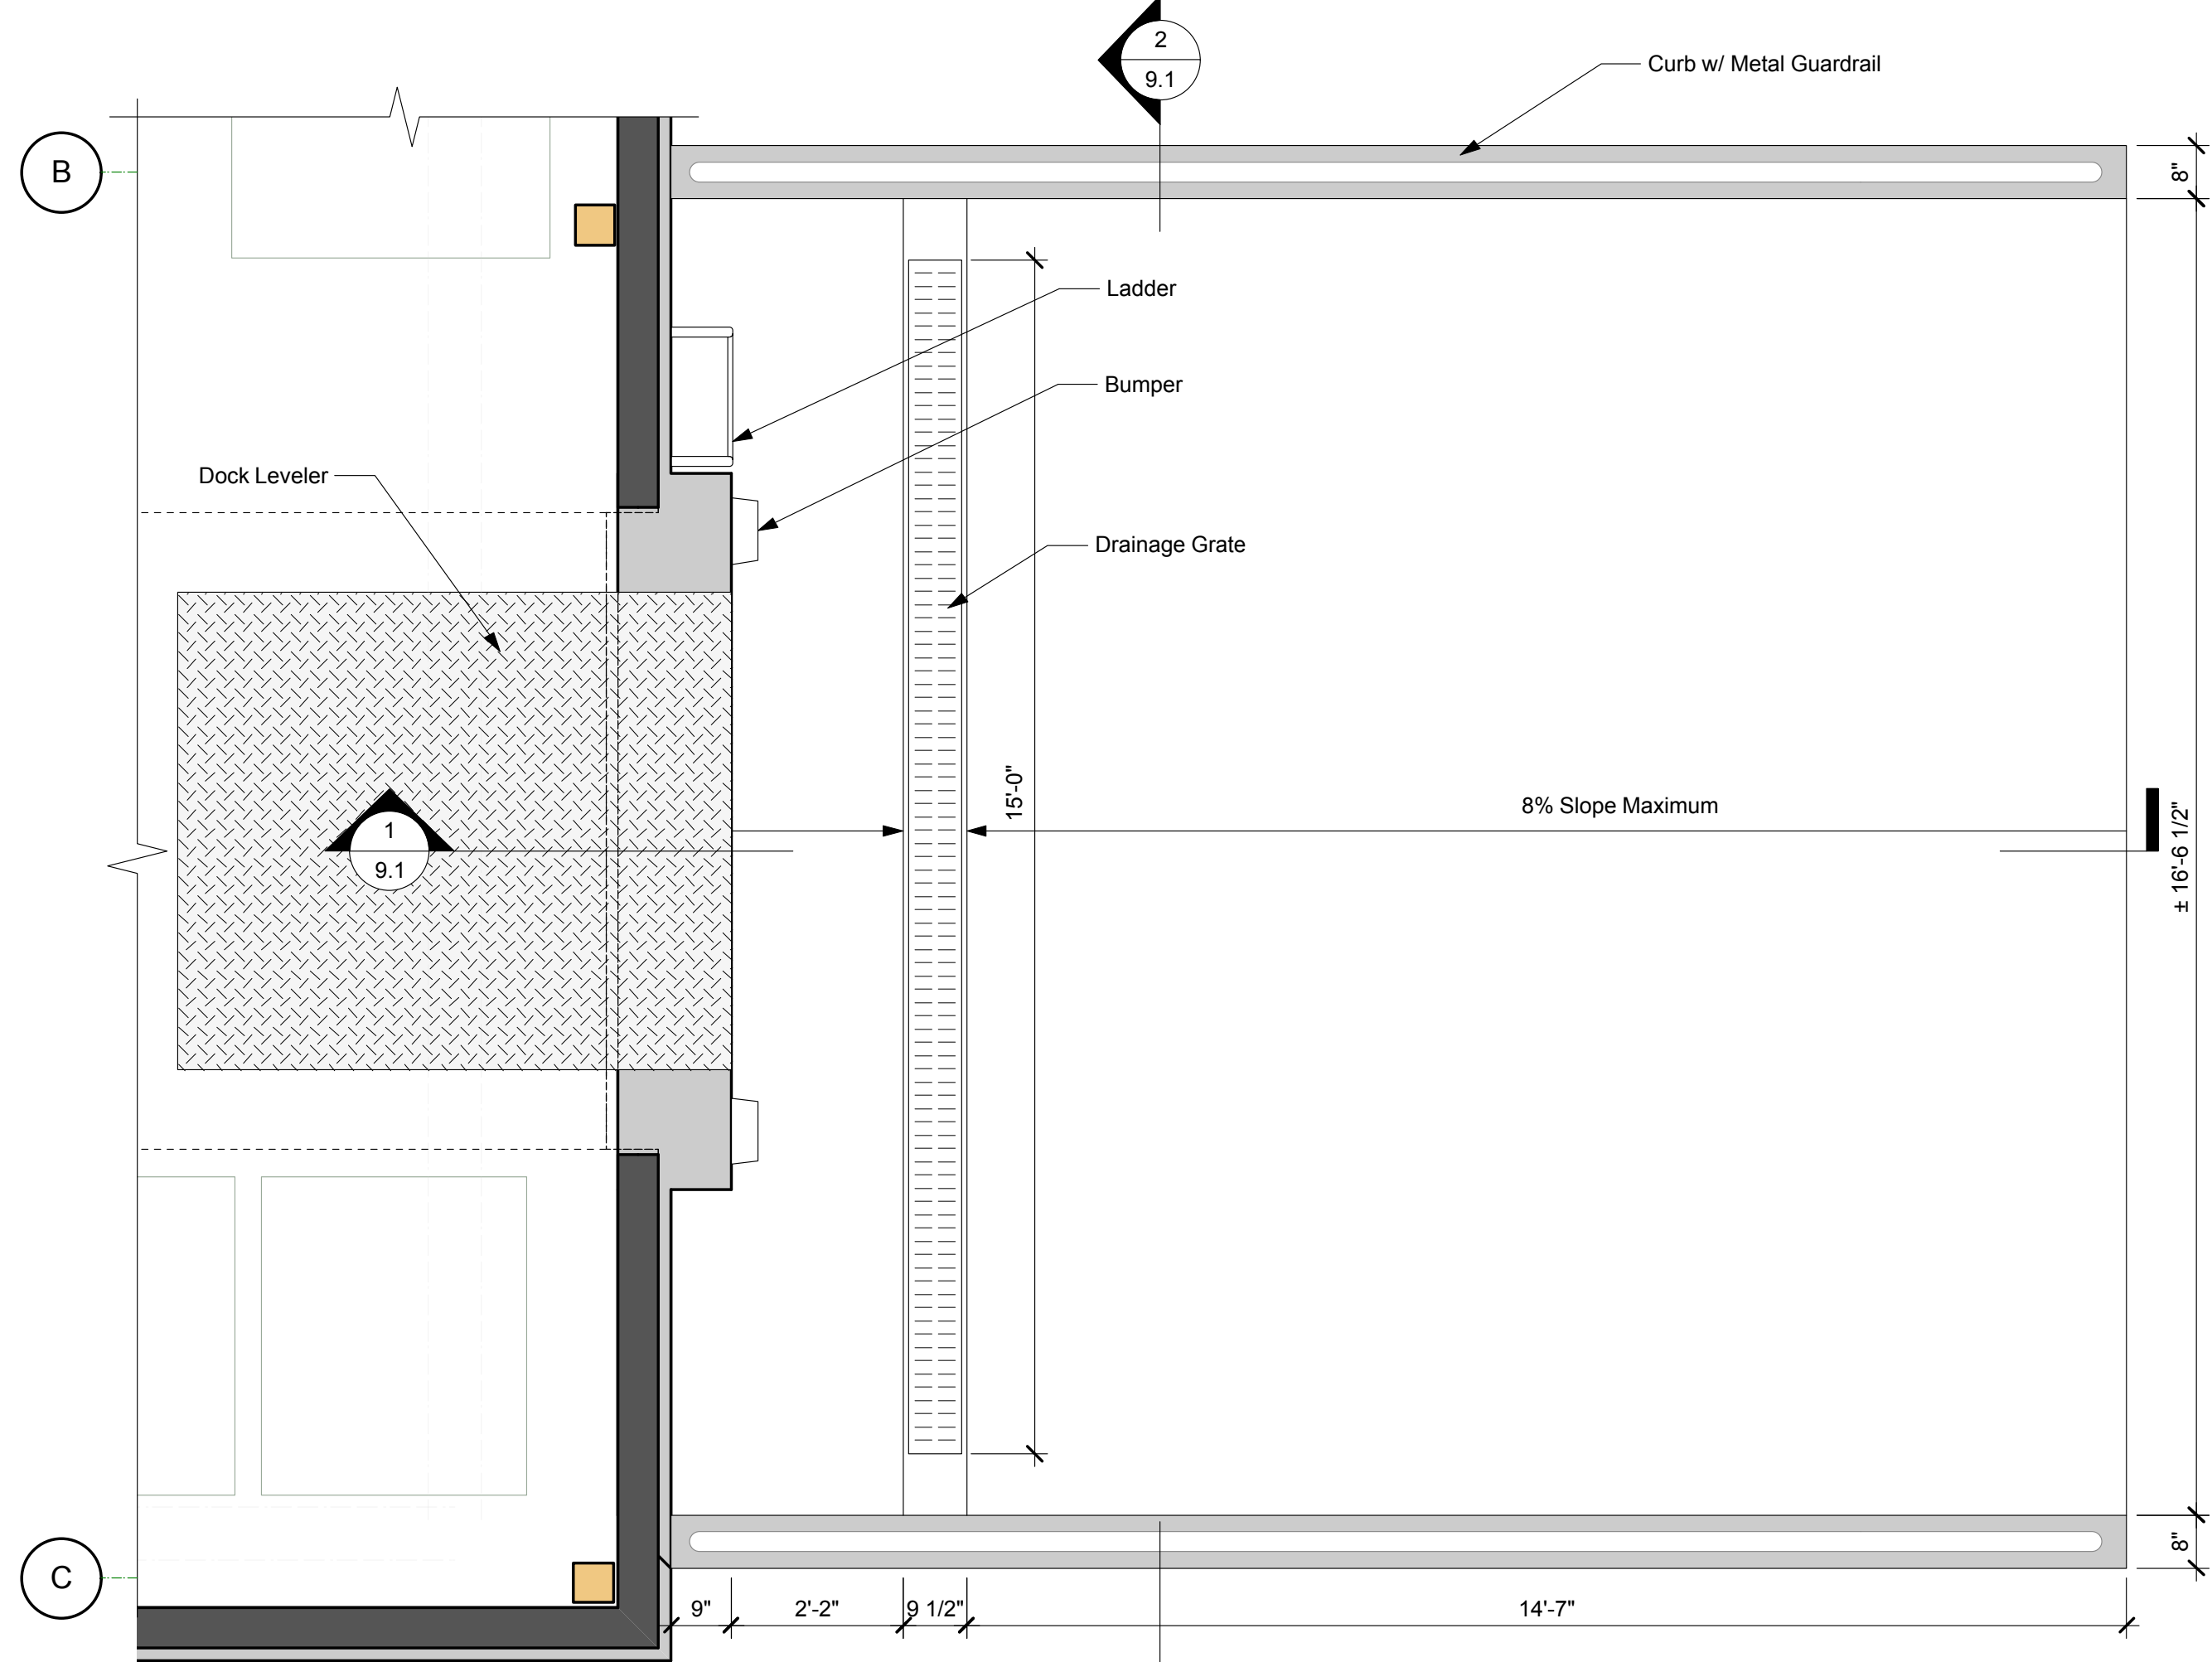 2
9.1
Curb w/ Metal Guardrail
B
8"
Ladder
Bumper
Dock Leveler
Drainage Grate
15'-0"
8% Slope Maximum
± 16'-6 1/2"
1
9.1
C
8"
9"
2'-2"
9 1/2"
14'-7"